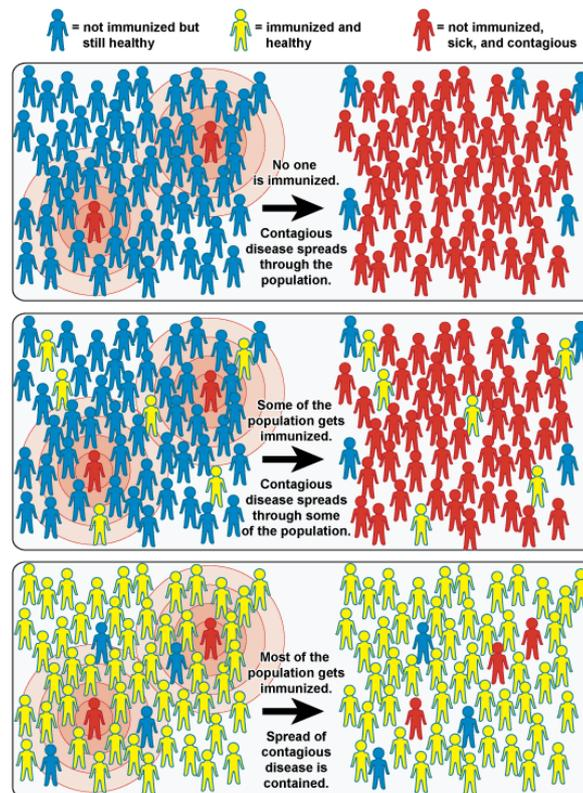 = not immunized but
still healthy
= immunized and
healthy
= not immunized,
sick, and contagious
No one
is immunized.
Contagious
disease spreads
through the
population.
Some of the
population gets
immunized.
Contagious
disease spreads
through some
of the population.
Most of the
population gets
immunized.
Spread of
contagious
disease is
contained.